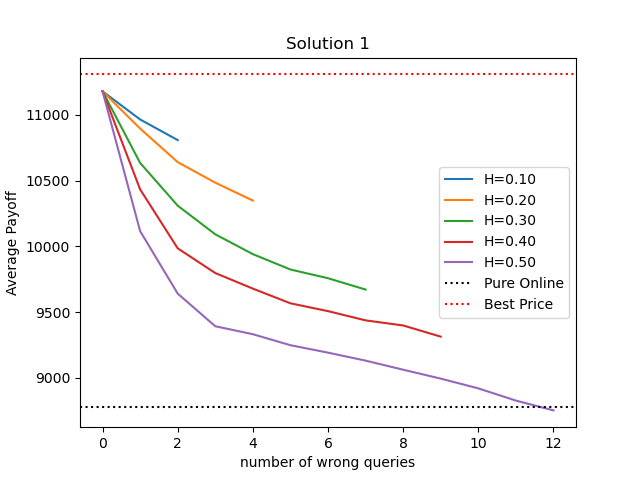 Solution 1
Average Payoff
11000
10500
10000
9500
9000
0 2 4 6 8 10 12
number of wrong queries
H=0.10
H=0.20
H=0.30
H=0.40
H=0.50
Pure Online
Best Price